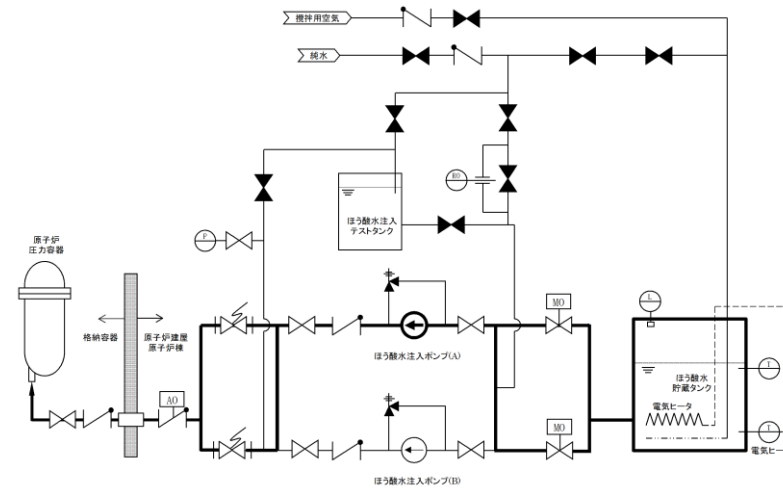 攪拌用空気
純水
RO
P
ほう酸水注入
テストタンク
原子炉
圧力容器
格納容器
原子炉建屋
原子炉棟
AO
ほう酸水注入ポンプ(A)
ほう酸水注入ポンプ(B)
MO
MO
L
T
T
ほう酸水
貯蔵タンク
電気ヒータ
電気ヒー